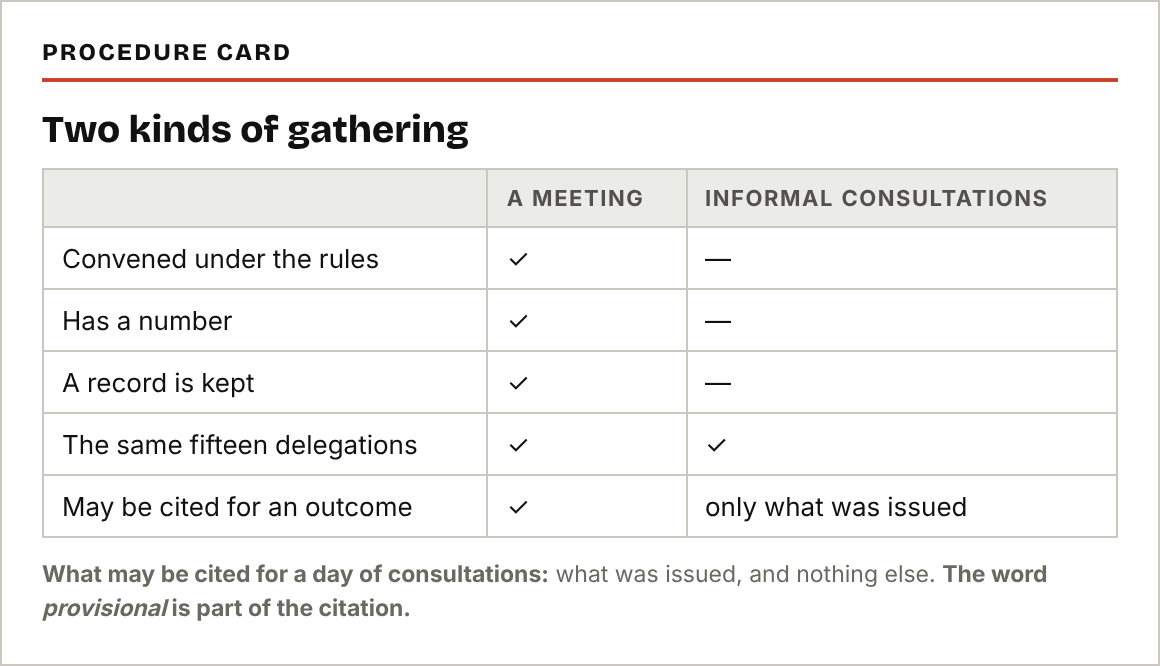 PROCEDURE CARD
Two kinds of gathering
A MEETING INFORMAL CONSULTATIONS
Convened under the rules ✓ —
Has a number ✓ —
A record is kept ✓ —
The same fifteen delegations ✓ ✓
May be cited for an outcome ✓ only what was issued
What may be cited for a day of consultations: what was issued, and nothing else. The word
provisional is part of the citation.